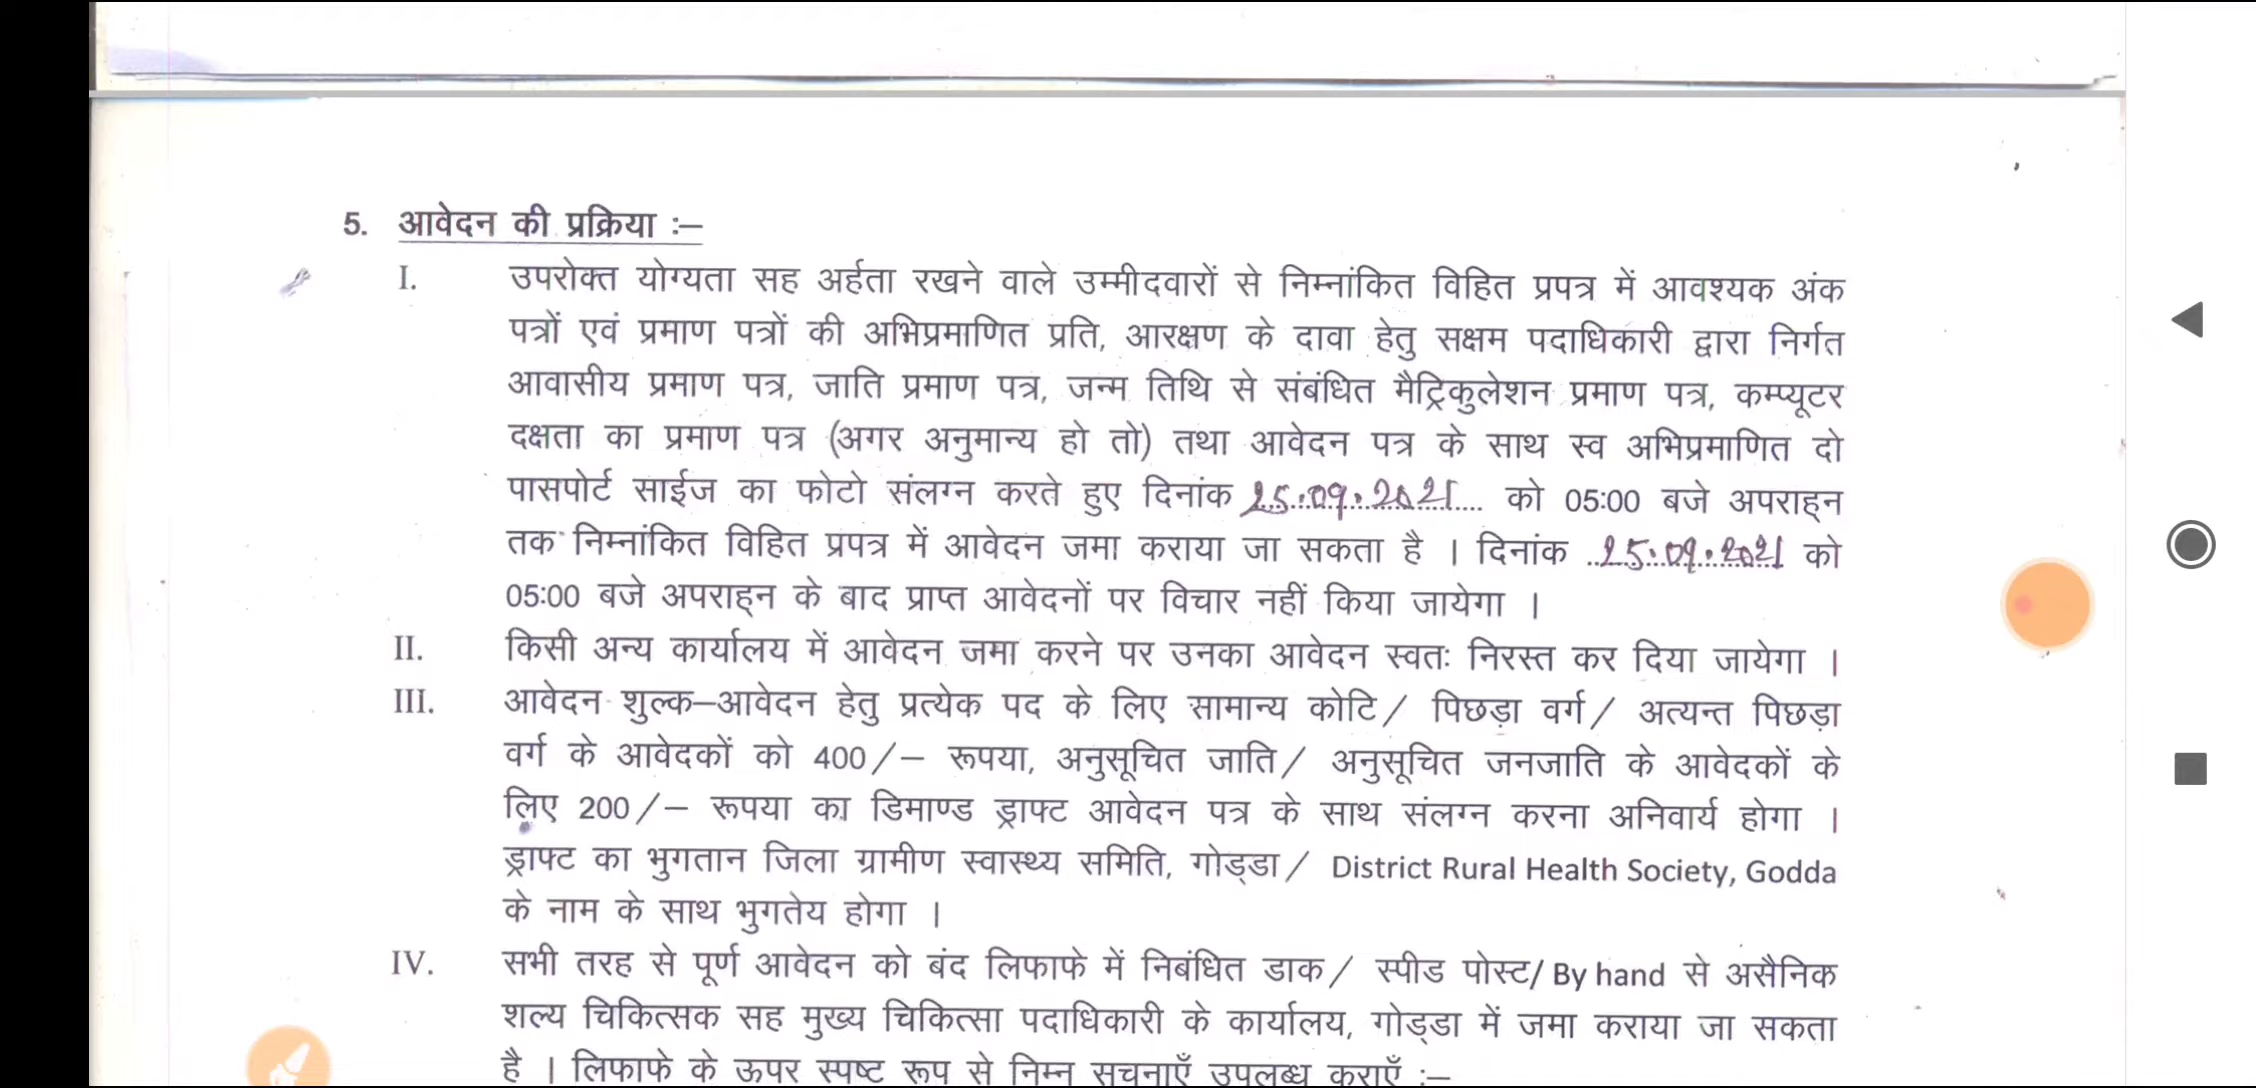 5. आवेदन की प्रक्रिया :–
I. उपरोक्त योग्यता सह अर्हता रखने वाले उम्मीदवारों से निम्नांकित विहित प्रपत्र में आवश्यक अंक
पत्रों एवं प्रमाण पत्रों की अभिप्रमाणित प्रति, आरक्षण के दावा हेतु सक्षम पदाधिकारी द्वारा निर्गत
आवासीय प्रमाण पत्र, जाति प्रमाण पत्र, जन्म तिथि से संबंधित मैट्रिकुलेशन प्रमाण पत्र, कम्प्यूटर
दक्षता का प्रमाण पत्र (अगर अनुमान्य हो तो) तथा आवेदन पत्र के साथ स्व अभिप्रमाणित दो
पासपोर्ट साईज का फोटो संलग्न करते हुए दिनांक 25.09.2021 को 05:00 बजे अपराह्न
तक निम्नांकित विहित प्रपत्र में आवेदन जमा कराया जा सकता है । दिनांक 25.09.2021 को
05:00 बजे अपराह्न के बाद प्राप्त आवेदनों पर विचार नहीं किया जायेगा ।
II. किसी अन्य कार्यालय में आवेदन जमा करने पर उनका आवेदन स्वतः निरस्त कर दिया जायेगा ।
III. आवेदन शुल्क–आवेदन हेतु प्रत्येक पद के लिए सामान्य कोटि/ पिछड़ा वर्ग/ अत्यन्त पिछड़ा
वर्ग के आवेदकों को 400/– रूपया, अनुसूचित जाति/ अनुसूचित जनजाति के आवेदकों के
लिए 200/– रूपया का डिमाण्ड ड्राफ्ट आवेदन पत्र के साथ संलग्न करना अनिवार्य होगा ।
ड्राफ्ट का भुगतान जिला ग्रामीण स्वास्थ्य समिति, गोड्डा/ District Rural Health Society, Godda
के नाम के साथ भुगतेय होगा ।
IV. सभी तरह से पूर्ण आवेदन को बंद लिफाफे में निबंधित डाक/ स्पीड पोस्ट/ By hand से असैनिक
शल्य चिकित्सक सह मुख्य चिकित्सा पदाधिकारी के कार्यालय, गोड्डा में जमा कराया जा सकता
है । लिफाफे के ऊपर स्पष्ट रूप से निम्न सूचनाएँ उपलब्ध कराएँ :–